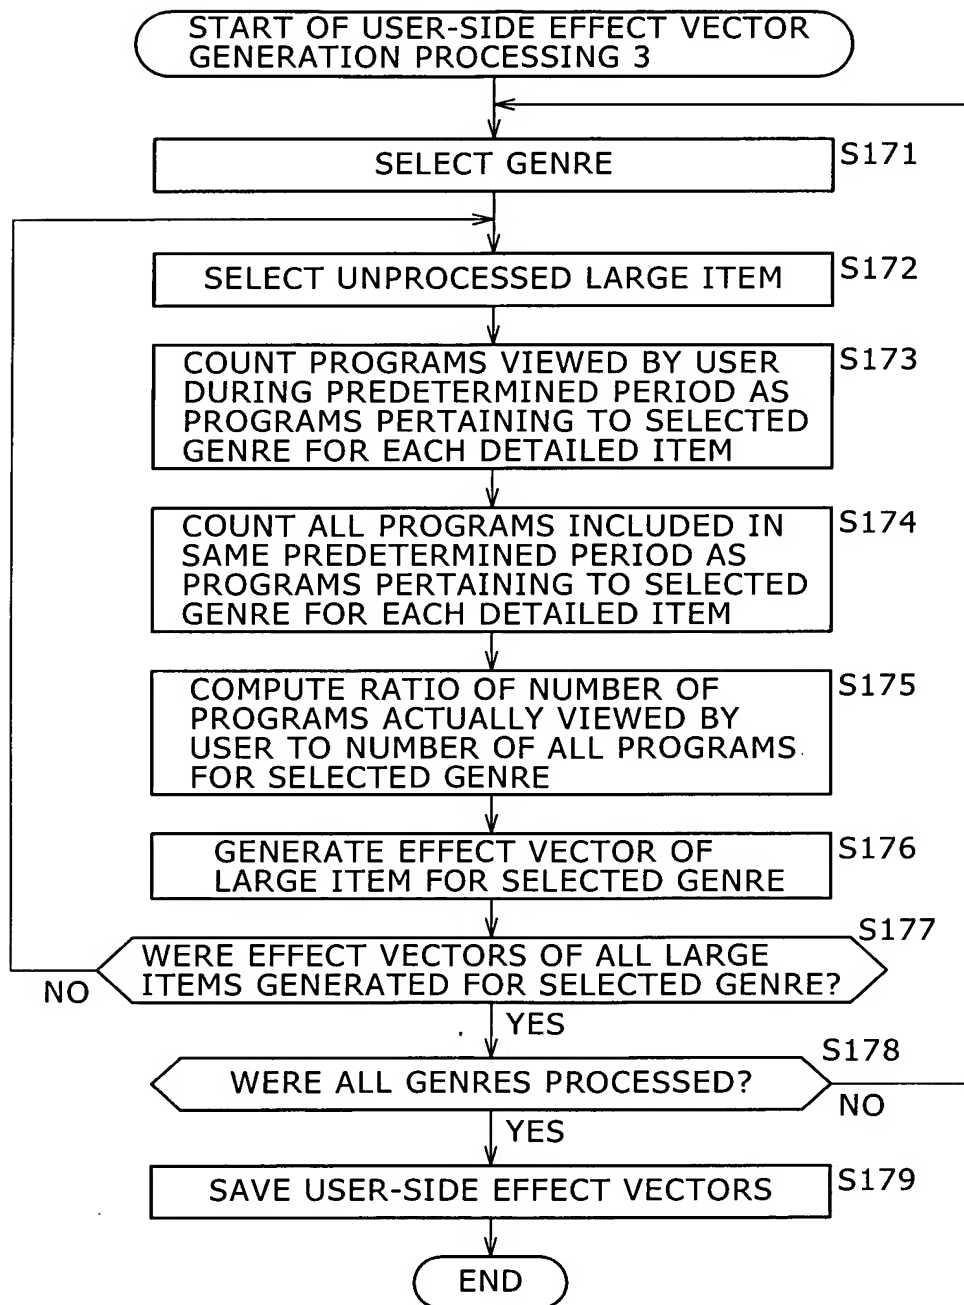 START OF USER-SIDE EFFECT VECTOR
GENERATION PROCESSING 3
SELECT GENRE
S171
SELECT UNPROCESSED LARGE ITEM
S172
COUNT PROGRAMS VIEWED BY USER
DURING PREDETERMINED PERIOD AS
PROGRAMS PERTAINING TO SELECTED
GENRE FOR EACH DETAILED ITEM
S173
COUNT ALL PROGRAMS INCLUDED IN
SAME PREDETERMINED PERIOD AS
PROGRAMS PERTAINING TO SELECTED
GENRE FOR EACH DETAILED ITEM
S174
COMPUTE RATIO OF NUMBER OF
PROGRAMS ACTUALLY VIEWED BY
USER TO NUMBER OF ALL PROGRAMS
FOR SELECTED GENRE
S175
GENERATE EFFECT VECTOR OF
LARGE ITEM FOR SELECTED GENRE
S176
S177
WERE EFFECT VECTORS OF ALL LARGE
ITEMS GENERATED FOR SELECTED GENRE?
NO
YES
S178
WERE ALL GENRES PROCESSED?
NO
YES
SAVE USER-SIDE EFFECT VECTORS
S179
END